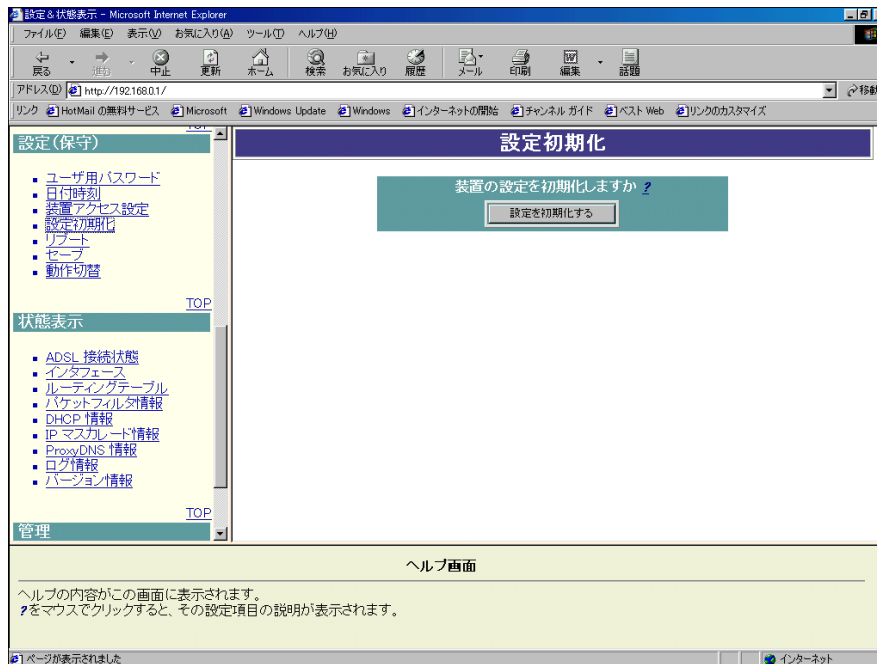 設定＆状態表示 - Microsoft Internet Explorer
ファイル(F) 編集(E) 表示(V) お気に入り(A) ツール(T) ヘルプ(H)
戻る 進む 中止 更新 ホーム 検索 お気に入り 履歴 メール 印刷 編集 話題
アドレス(D) http://192.168.0.1/ 移動
リンク HotMail の無料サービス Microsoft Windows Update Windows インターネットの開始 チャンネル ガイド ベスト Web リンクのカスタマイズ
TOP
設定(保守)
ユーザ用パスワード
日付時刻
装置アクセス設定
設定初期化
リブート
セーブ
動作切替
TOP
状態表示
ADSL 接続状態
インタフェース
ルーティングテーブル
パケットフィルタ情報
DHCP 情報
IP マスカレード情報
ProxyDNS 情報
ログ情報
バージョン情報
TOP
管理
設定初期化
装置の設定を初期化しますか ?
設定を初期化する
ヘルプ画面
ヘルプの内容がこの画面に表示されます。
?をマウスでクリックすると、その設定項目の説明が表示されます。
ページが表示されました インターネット